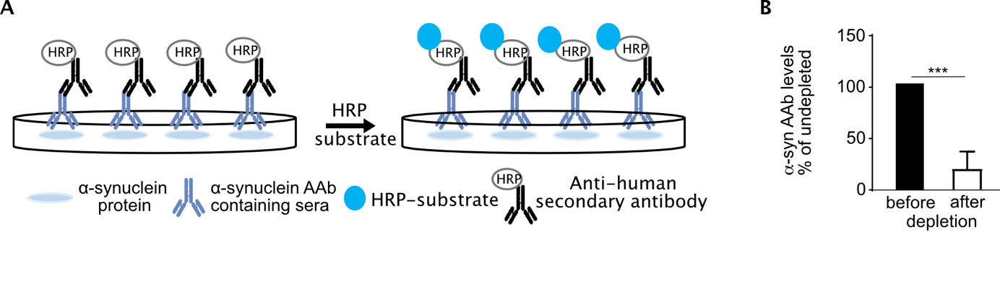 A
HRP HRP HRP HRP
HRP
substrate
HRP HRP HRP HRP
α-synuclein
protein
α-synuclein AAb
containing sera
HRP-substrate
HRP
Anti-human
secondary antibody
B
α-syn AAb levels
% of undepleted
150
100
50
0
***
before after
depletion